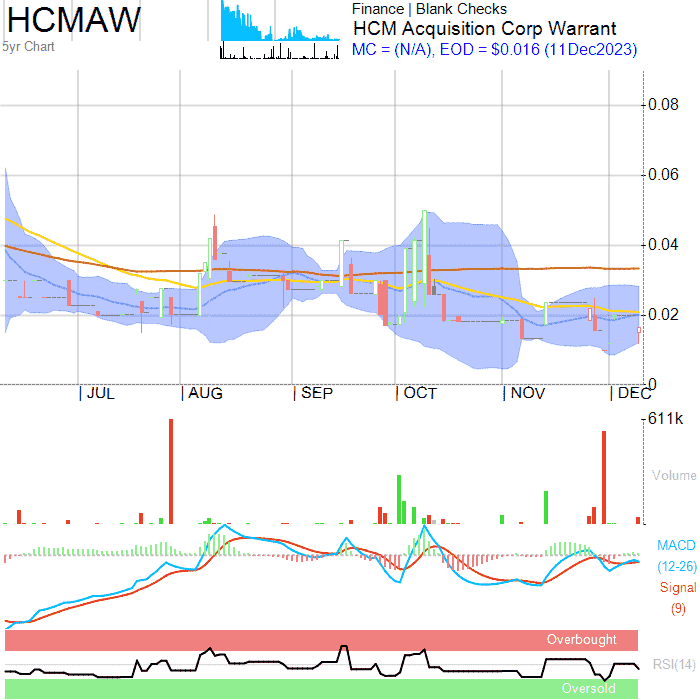 HCMAW
5yr Chart
Finance | Blank Checks
HCM Acquisition Corp Warrant
MC = (N/A), EOD = $0.016 (11Dec2023)
0.08
0.06
0.04
0.02
0
JUL AUG SEP OCT NOV DEC
611k
Volume
MACD
(12-26)
Signal
(9)
Overbought
RSI(14)
Oversold